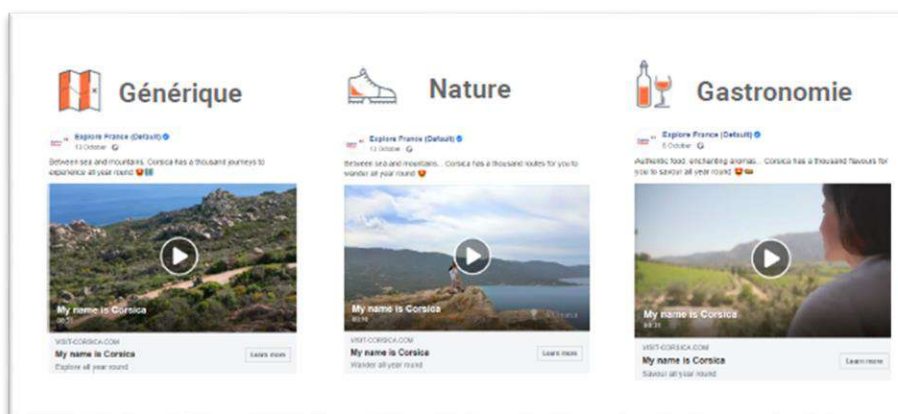 Générique
Explore France (Default)
13 October
Between sea and mountains, Corsica has a thousand journeys to
experience all year round
My name is Corsica
VISIT-CORSICA.COM
My name is Corsica
Explore all year round
Learn more
Nature
Explore France (Default)
13 October
Between sea and mountains... Corsica has a thousand routes for you to
wander all year round
My name is Corsica
VISIT-CORSICA.COM
My name is Corsica
Wander all year round
Learn more
Gastronomie
Explore France (Default)
6 October
Authentic food, enchanting aromas... Corsica has a thousand flavours for
you to savour all year round
My name is Corsica
VISIT-CORSICA.COM
My name is Corsica
Savour all year round
Learn more